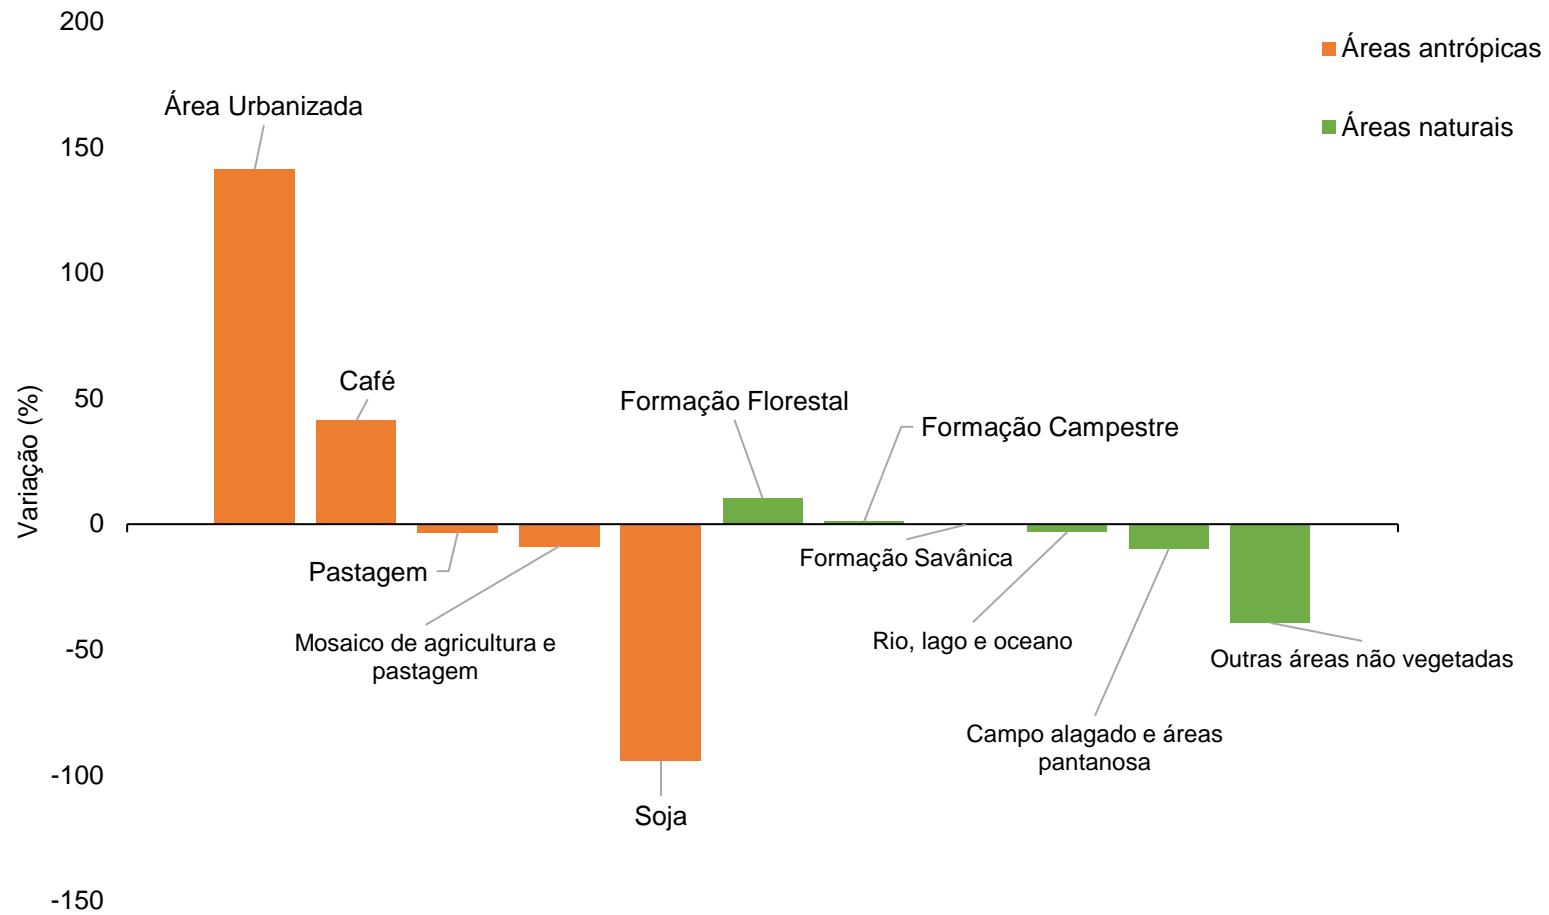 200
150
100
50
0
-50
-100
-150
Variação (%)
Áreas antrópicas
Áreas naturais
Área Urbanizada
Café
Pastagem
Mosaico de agricultura e
pastagem
Soja
Formação Florestal
Formação Campestre
Formação Savânica
Rio, lago e oceano
Campo alagado e áreas
pantanosa
Outras áreas não vegetadas